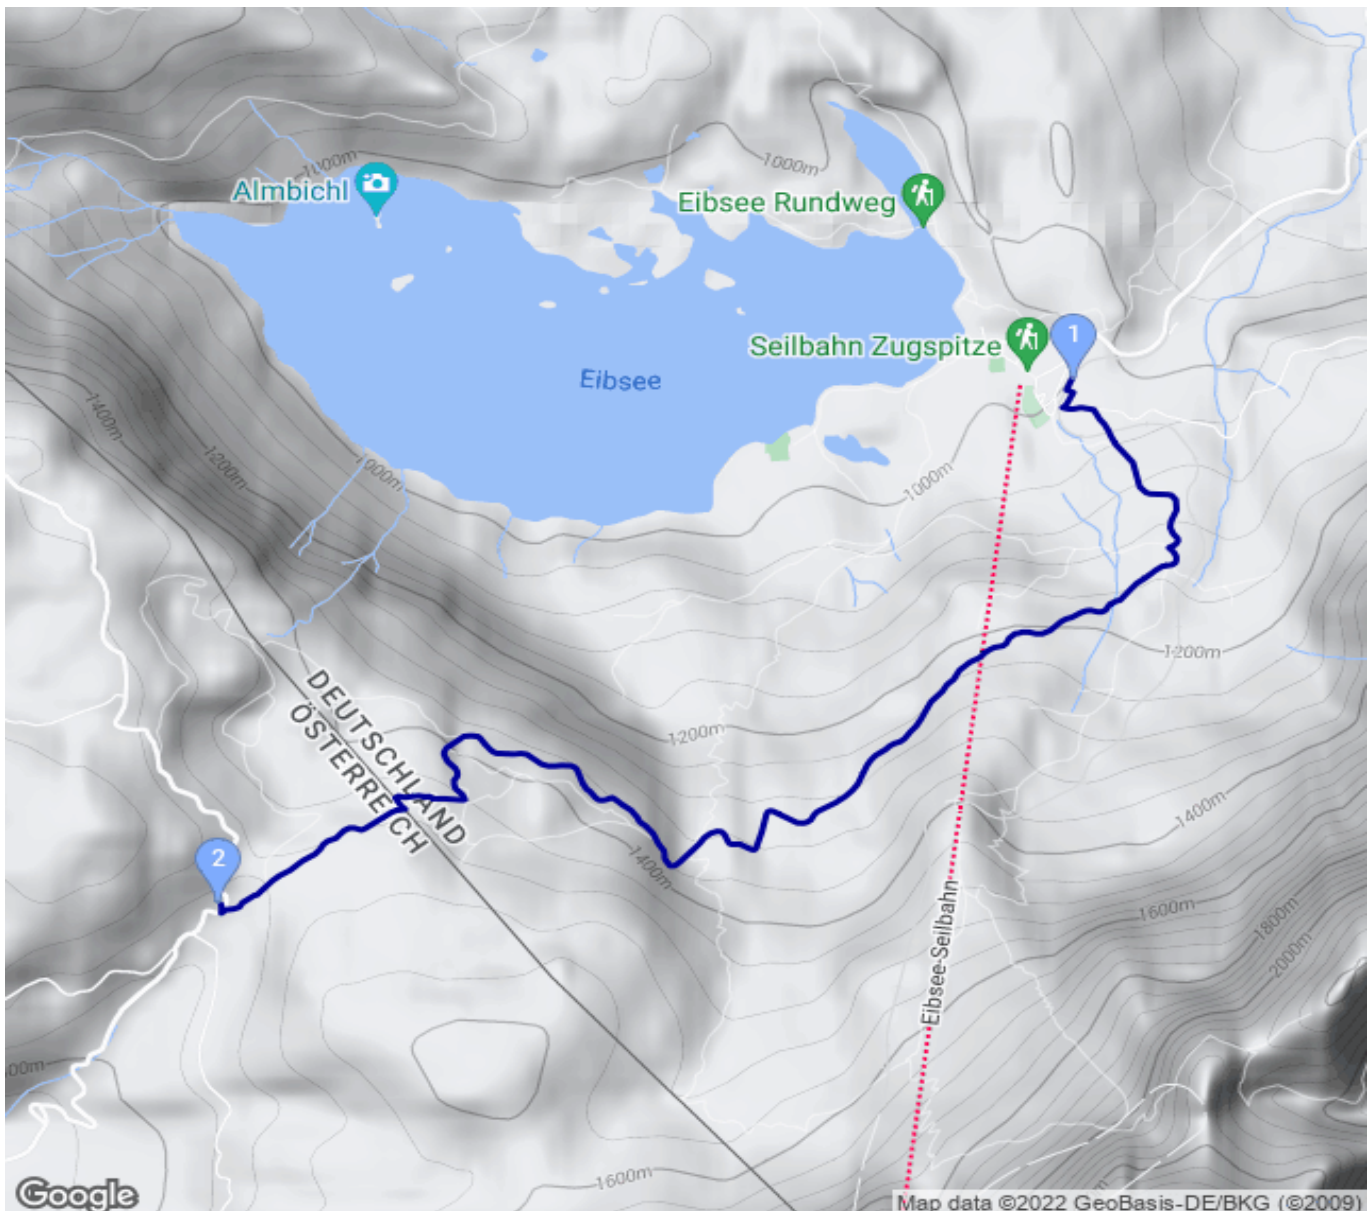 1000m
1000m
Almbichl
Eibsee Rundweg
1
Seilbahn Zugspitze
Eibsee
1400m
1200m
1000m
1000m
1200m
DEUTSCHLAND
ÖSTERREICH
1200m
1400m
1400m
2
Eibsee-Seilbahn
1600m
1800m
2000m
1600m
Google
Map data ©2022 GeoBasis-DE/BKG (©2009)